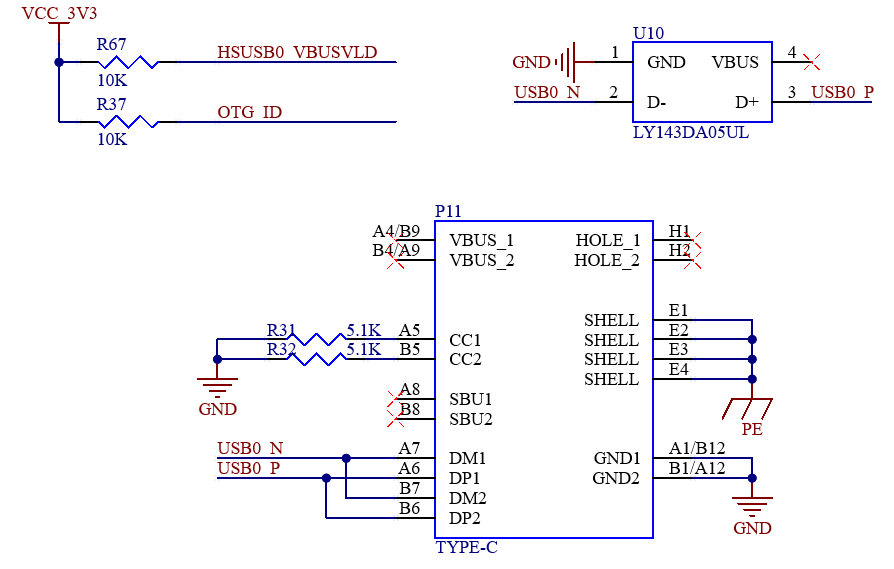 VCC_3V3
R67
HSUSB0_VBUSVLD
10K
R37
OTG_ID
10K
U10
GND
1
GND
VBUS
4
USB0_N
2
D-
D+
3
USB0_P
LY143DA05UL
P11
A4/B9
VBUS_1
HOLE_1
H1
B4/A9
VBUS_2
HOLE_2
H2
SHELL
E1
R31
5.1K
A5
CC1
SHELL
E2
R32
5.1K
B5
CC2
SHELL
E3
SHELL
E4
GND
A8
SBU1
B8
SBU2
PE
USB0_N
A7
DM1
GND1
A1/B12
USB0_P
A6
DP1
GND2
B1/A12
B7
DM2
B6
DP2
GND
TYPE-C